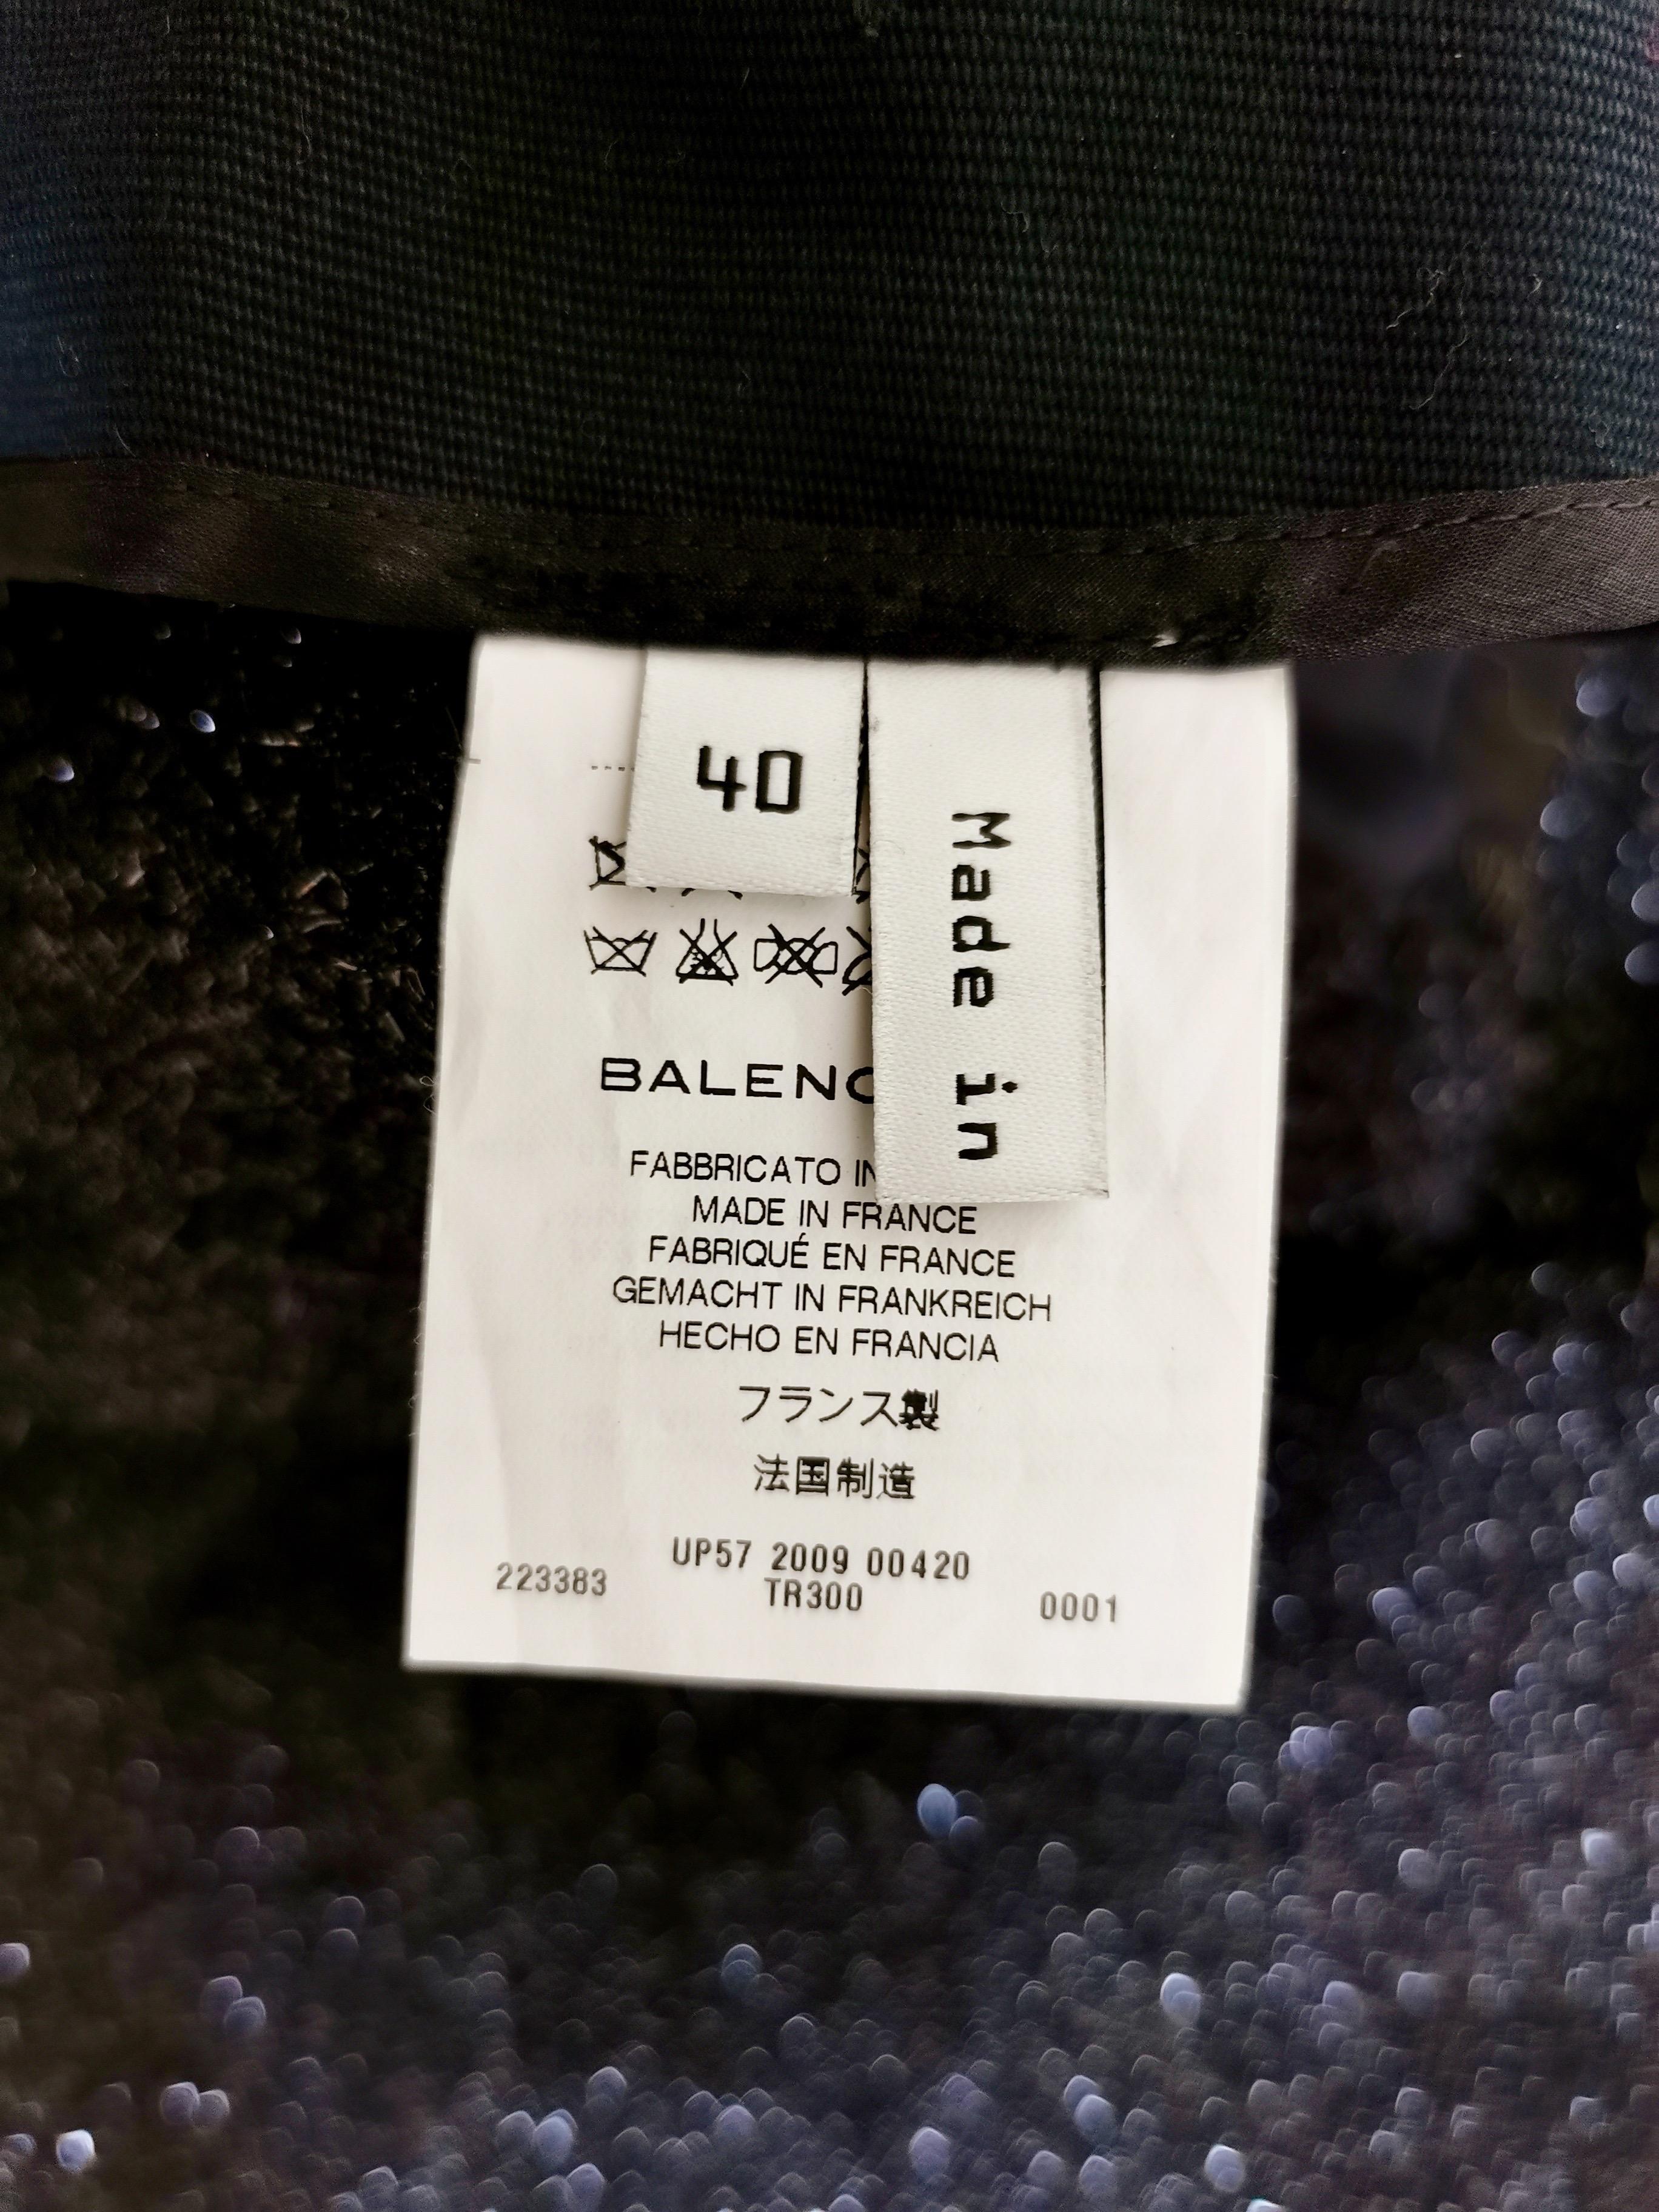 40
Made in
BALENC
FABBRICATO IN
MADE IN FRANCE
FABRIQUÉ EN FRANCE
GEMACHT IN FRANKREICH
HECHO EN FRANCIA
フランス製
法国制造
UP57 2009 00420
223383 TR300 0001